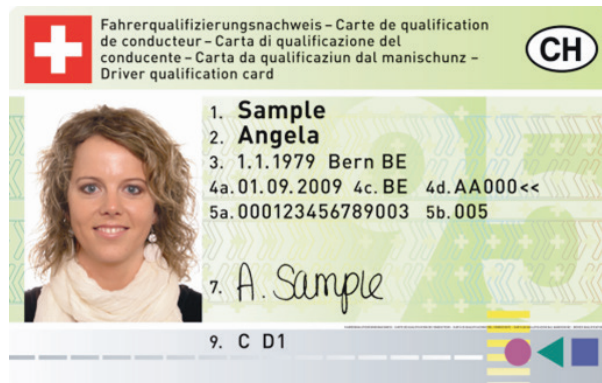 Fahrerqualifizierungsnachweis – Carte de qualification
de conducteur – Carta di qualificazione del
conducente – Carta da qualificaziun dal manischunz –
Driver qualification card
CH
1. Sample
2. Angela
3. 1.1.1979 Bern BE
4a. 01.09.2009 4c. BE 4d. AA000<<
5a. 000123456789003 5b. 005
7. A. Sample
9. C D1
95